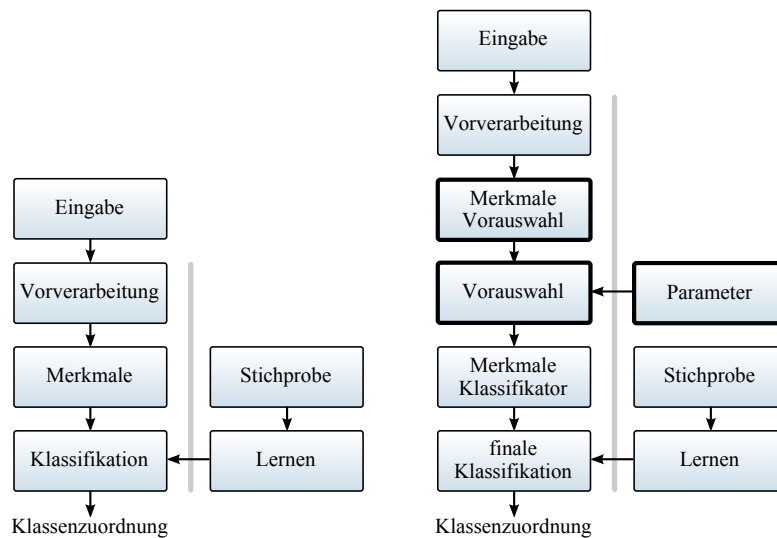 Eingabe
Vorverarbeitung
Merkmale
Stichprobe
Klassifikation
Lernen
Klassenzuordnung
Eingabe
Vorverarbeitung
Merkmale
Vorauswahl
Vorauswahl
Parameter
Merkmale
Klassifikator
Stichprobe
finale
Klassifikation
Lernen
Klassenzuordnung